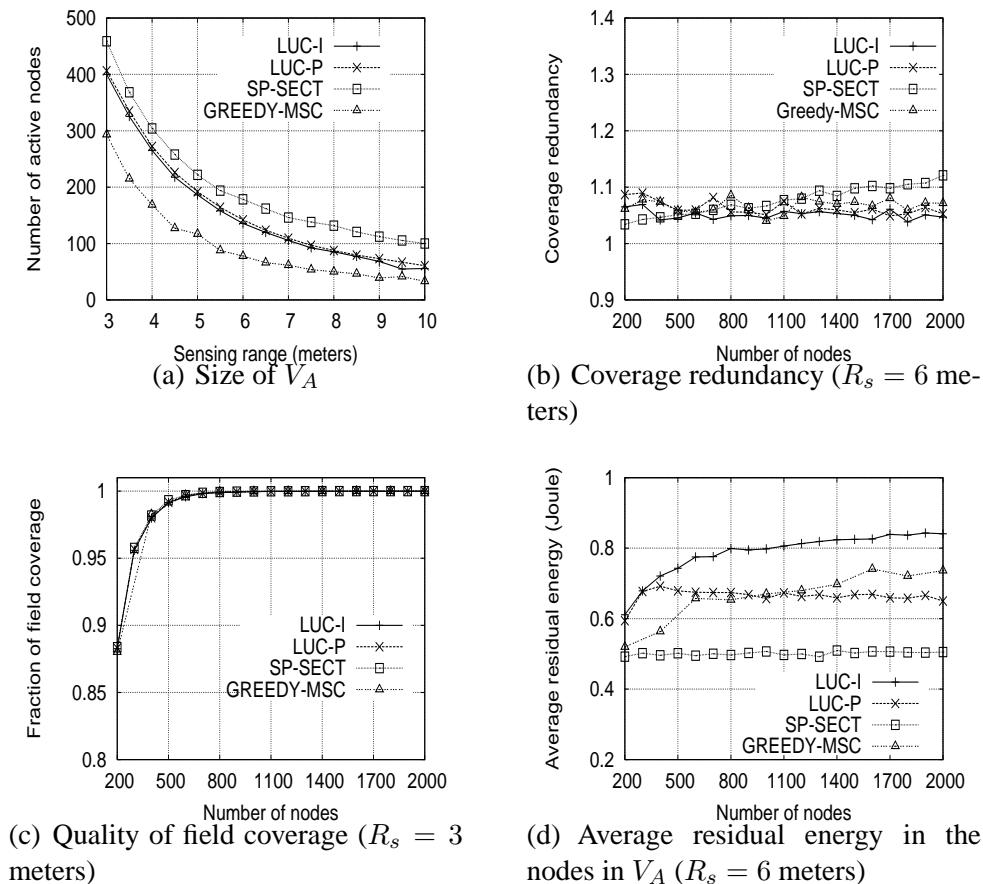 500
400
300
200
100
0
Number of active nodes
3 4 5 6 7 8 9 10
Sensing range (meters)
LUC-I
LUC-P
SP-SECT
GREEDY-MSC
(a) Size of V_A
1.4
1.3
1.2
1.1
1
0.9
Coverage redundancy
200 500 800 1100 1400 1700 2000
Number of nodes
LUC-I
LUC-P
SP-SECT
Greedy-MSC
(b) Coverage redundancy (R_s = 6 me-
ters)
1
0.95
0.9
0.85
0.8
Fraction of field coverage
200 500 800 1100 1400 1700 2000
Number of nodes
LUC-I
LUC-P
SP-SECT
GREEDY-MSC
(c) Quality of field coverage (R_s = 3
meters)
1
0.8
0.6
0.4
0.2
Average residual energy (Joule)
200 500 800 1100 1400 1700 2000
Number of nodes
LUC-I
LUC-P
SP-SECT
GREEDY-MSC
(d) Average residual energy in the
nodes in V_A (R_s = 6 meters)